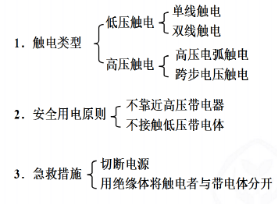 单线触电
低压触电
双线触电
1．触电类型
高压电弧触电
高压触电
跨步电压触电
不靠近高压带电器
2．安全用电原则
不接触低压带电体
切断电源
3．急救措施
用绝缘体将触电者与带电体分开